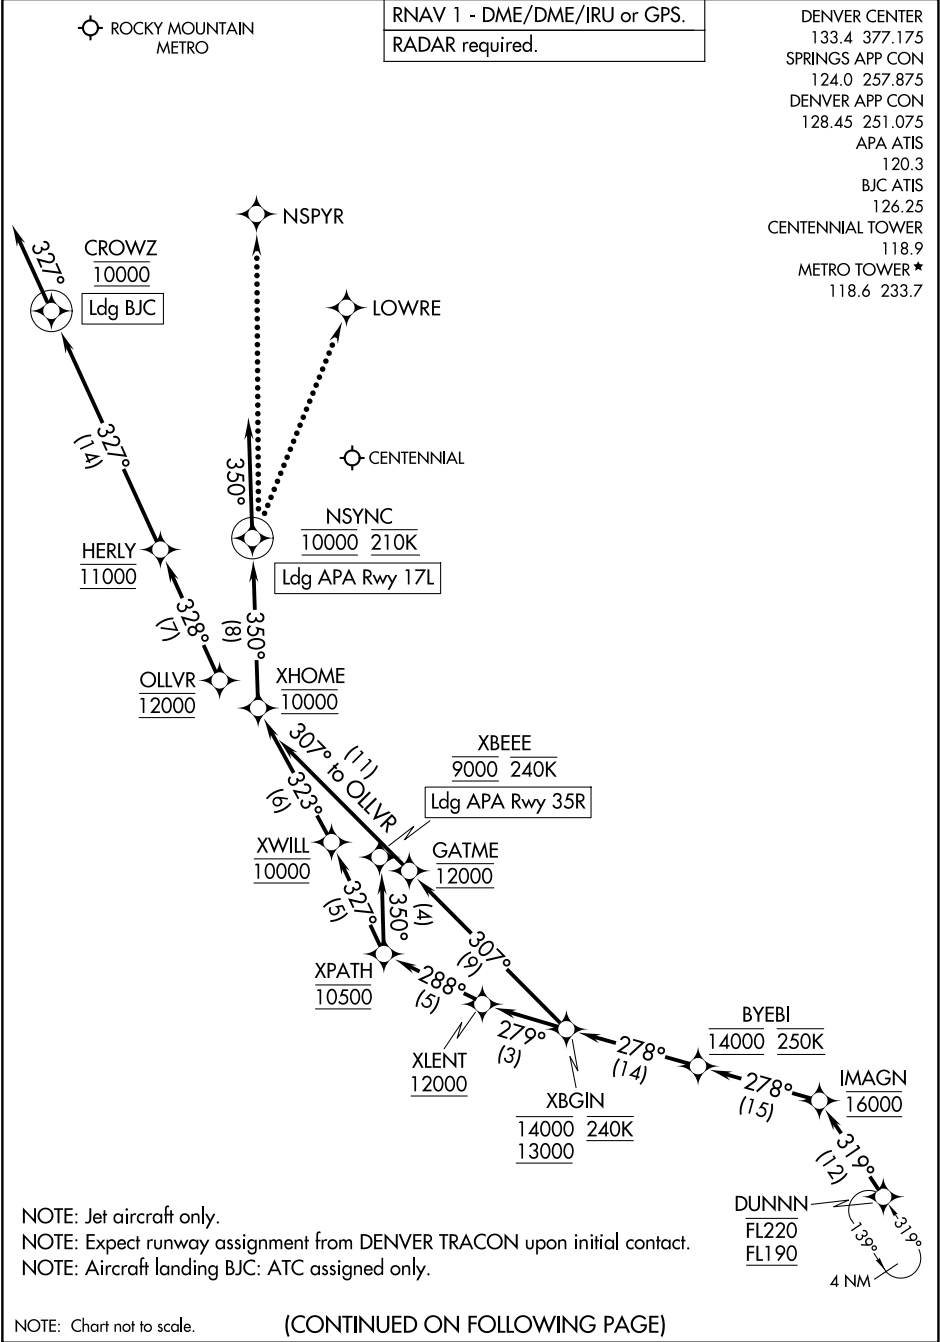 RNAV 1 - DME/DME/IRU or GPS.
RADAR required.
ROCKY MOUNTAIN
METRO
DENVER CENTER
133.4 377.175
SPRINGS APP CON
124.0 257.875
DENVER APP CON
128.45 251.075
APA ATIS
120.3
BJC ATIS
126.25
CENTENNIAL TOWER
118.9
METRO TOWER★
118.6 233.7
NSPYR
CROWZ
10000
Ldg BJC
327°
LOWRE
327°
(14)
CENTENNIAL
350°
NSYNC
10000 210K
Ldg APA Rwy 17L
HERLY
11000
328°
(7)
350°
(8)
OLLVR
12000
XHOME
10000
307° to OLLVR
(11)
XBEEE
9000 240K
Ldg APA Rwy 35R
323°
(6)
XWILL
10000
GATME
12000
327°
(5)
350°
(4)
307°
(9)
XPATH
10500
288°
(5)
XLENT
12000
279°
(3)
XBGIN
14000 240K
13000
278°
(14)
BYEBI
14000 250K
278°
(15)
IMAGN
16000
319°
(12)
DUNNN
FL220
FL190
319°
139°
4 NM
NOTE: Jet aircraft only.
NOTE: Expect runway assignment from DENVER TRACON upon initial contact.
NOTE: Aircraft landing BJC: ATC assigned only.
NOTE: Chart not to scale.
(CONTINUED ON FOLLOWING PAGE)